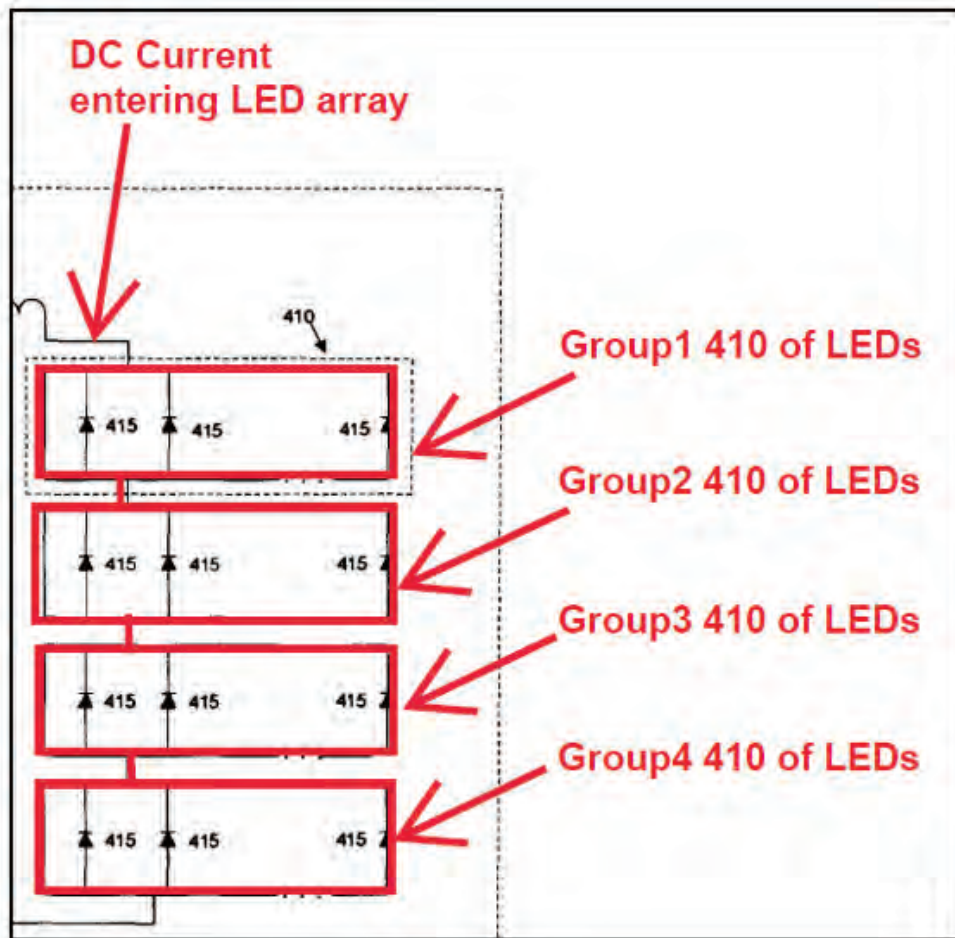 DC Current
entering LED array
410
Group1 410 of LEDs
415 415 415
Group2 410 of LEDs
415 415 415
Group3 410 of LEDs
415 415 415
Group4 410 of LEDs
415 415 415